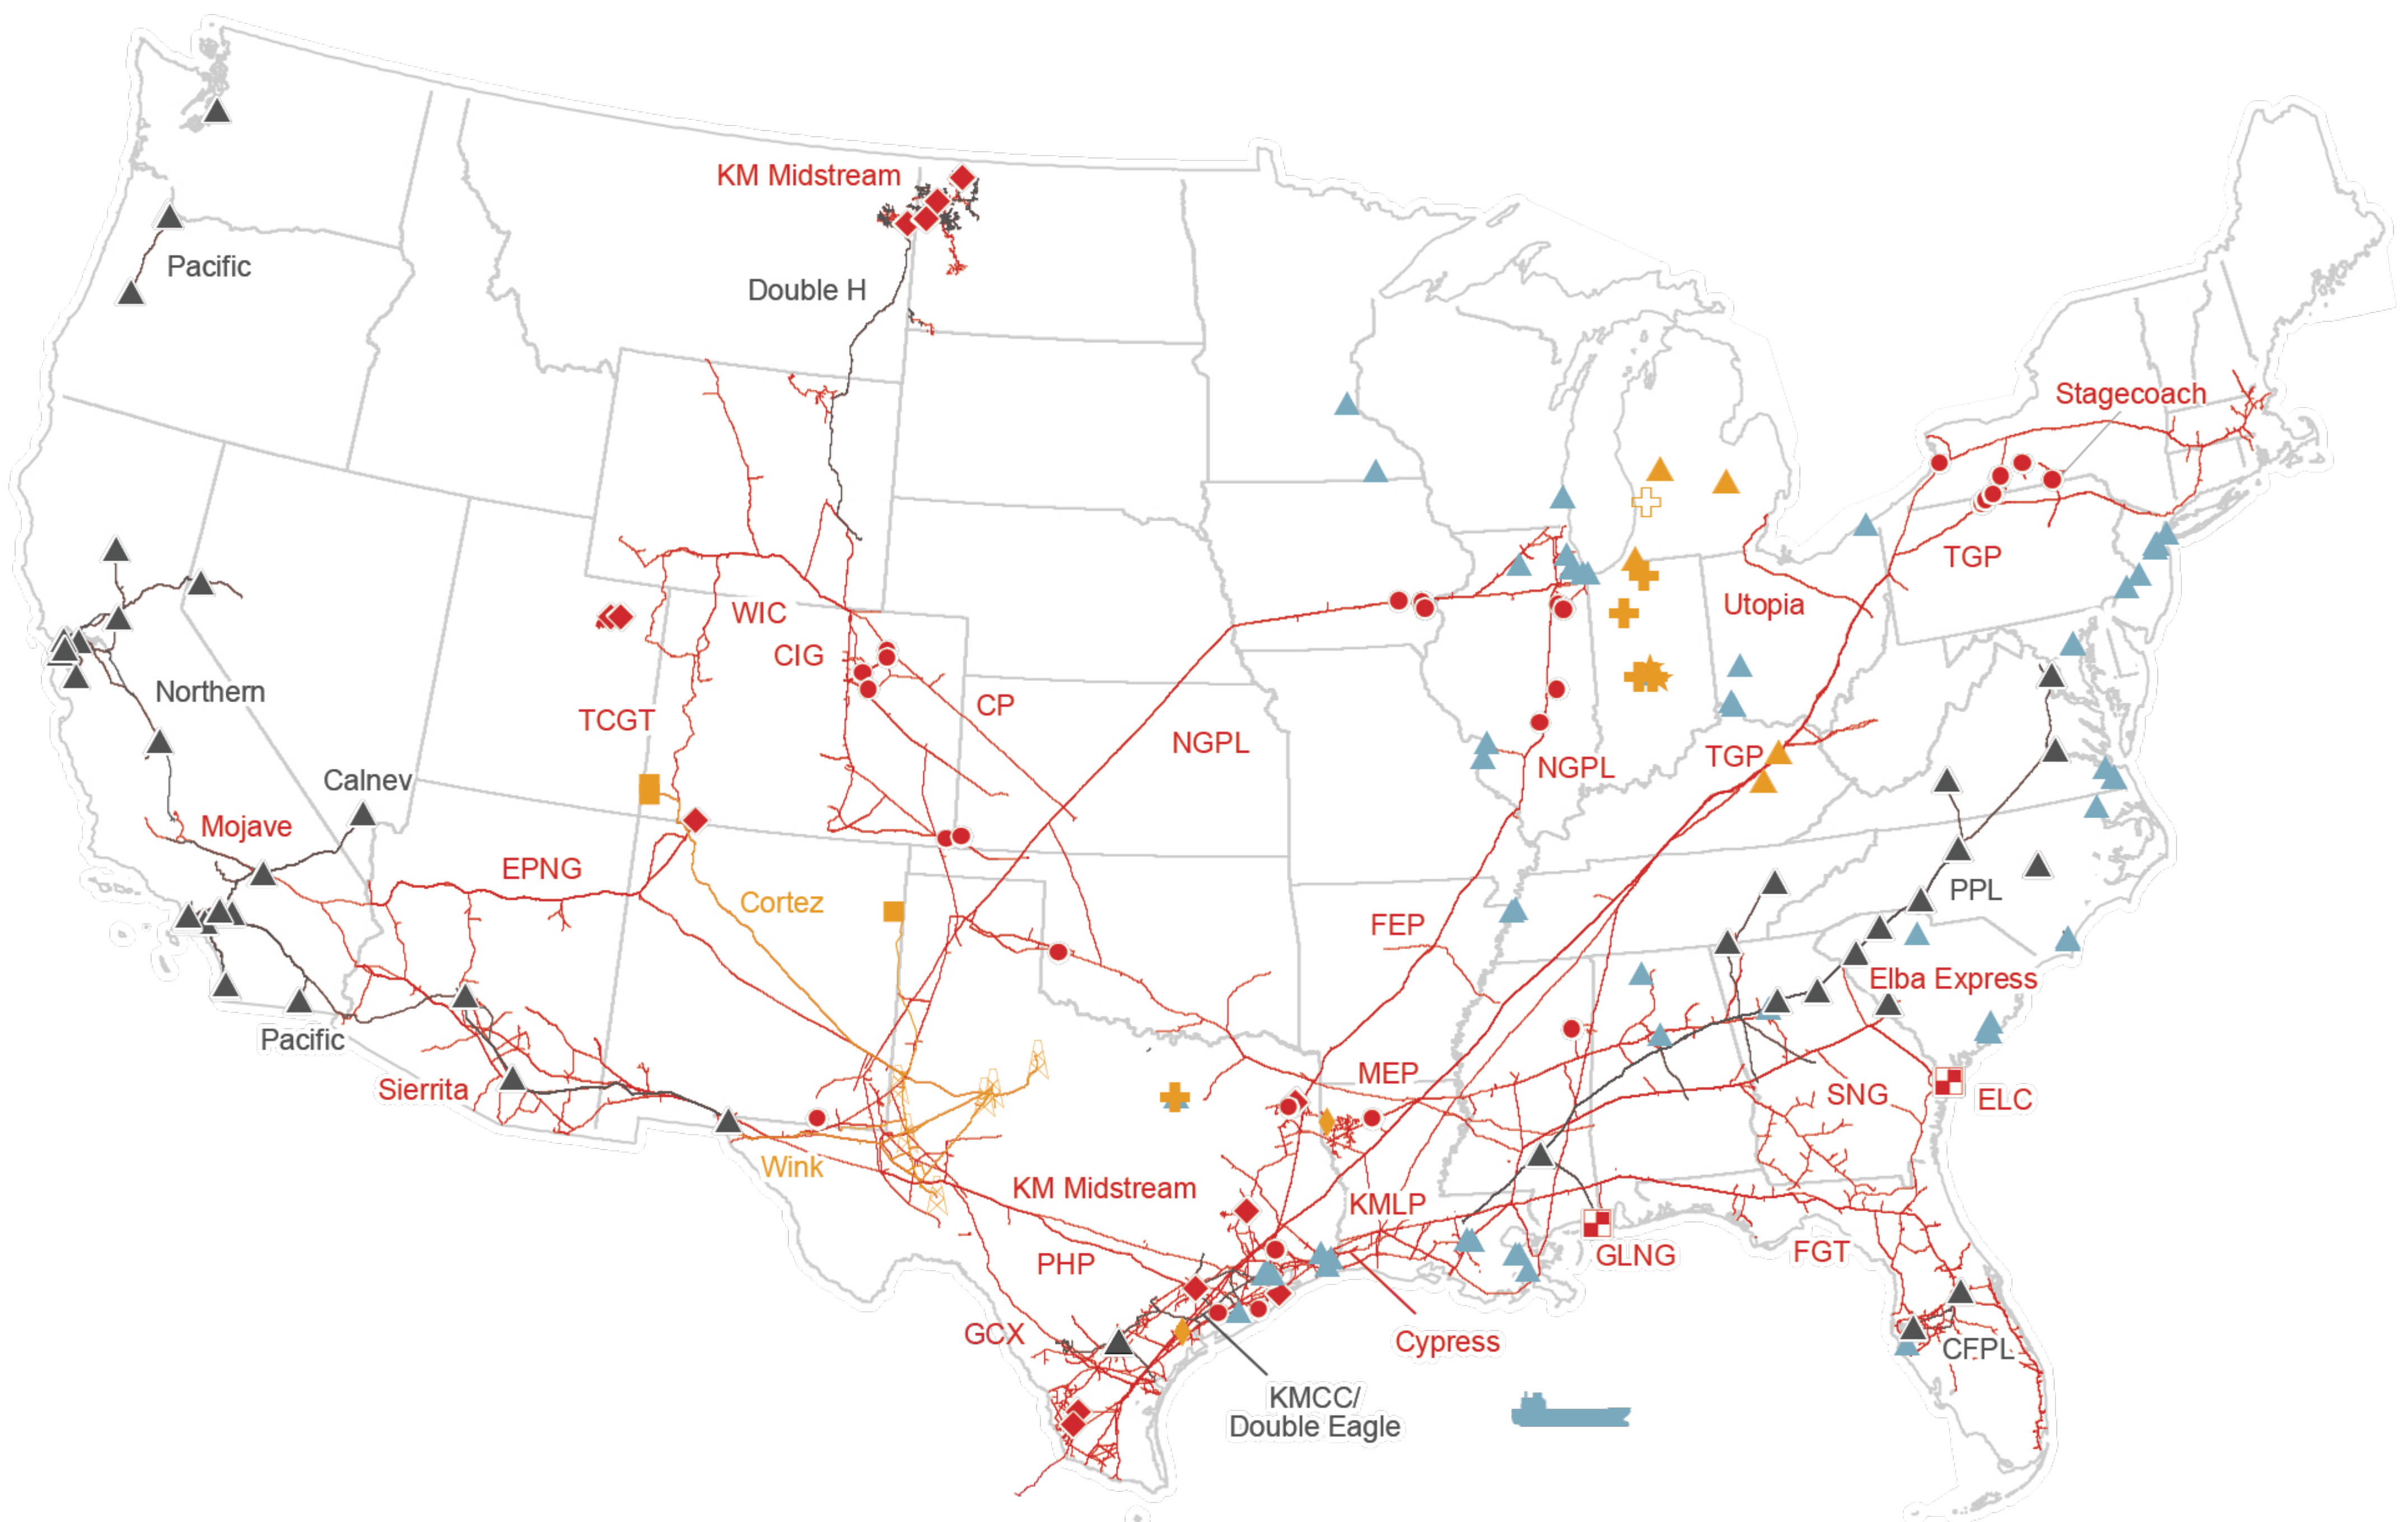 KM Midstream
Pacific
Double H
Stagecoach
TGP
Utopia
WIC
CIG
Northern
CP
TCGT
NGPL
TGP
NGPL
Calnev
Mojave
EPNG
Cortez
PPL
FEP
Elba Express
Pacific
MEP
Sierrita
SNG
ELC
Wink
KM Midstream
KMLP
PHP
GLNG
FGT
GCX
Cypress
CFPL
KMCC/
Double Eagle